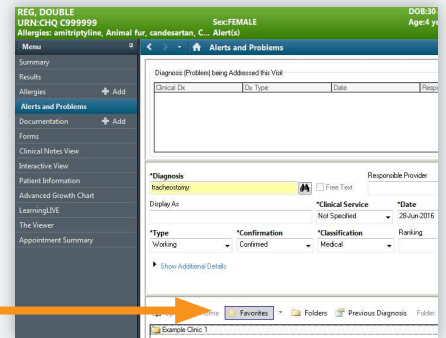 REG, DOUBLE
DOB:30
URN:CHQ C999999 Sex:FEMALE Age:4 ye
Allergies: amitriptyline, Animal fur, candesartan, C... Alert(s)
Menu
Alerts and Problems
Summary
Results
Allergies Add
Alerts and Problems
Documentation Add
Forms
Clinical Notes View
Interactive View
Patient Information
Advanced Growth Chart
LearningLIVE
The Viewer
Appointment Summary
Diagnosis (Problem) being Addressed this Visit
Clinical Dx Dx Type Date Respo
*Diagnosis Responsible Provider
tracheostomy Free Text
Display As *Clinical Service *Date
Not Specified 28-Jun-2016
*Type *Confirmation *Classification Ranking
Working Confirmed Medical
Show Additional Details
Favorites Folders Previous Diagnosis Folder
Example Clinic 1